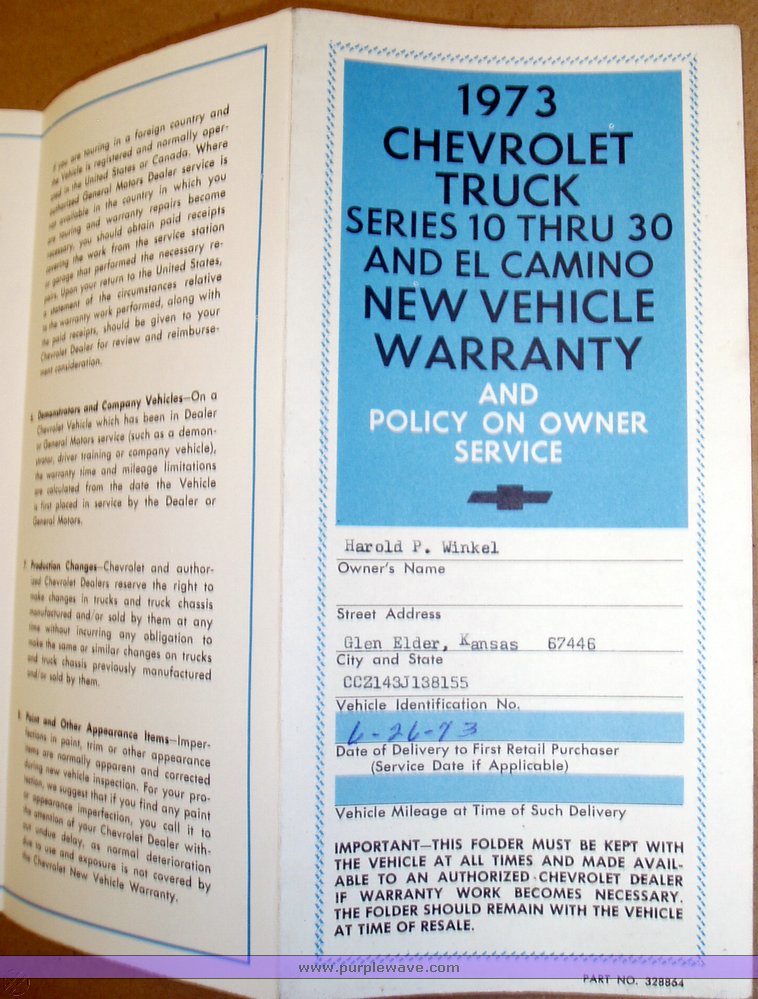 If you are touring in a foreign country and
the Vehicle is registered and normally oper-
ated in the United States or Canada. Where
authorized General Motors Dealer service is
not available in the country in which you
are touring and warranty repairs become
necessary, you should obtain paid receipts
covering the work from the service station
or garage that performed the necessary re-
pairs. Upon your return to the United States,
a statement of the circumstances relative
to the warranty work performed, along with
the paid receipts, should be given to your
Chevrolet Dealer for review and reimburse-
ment consideration.
6. Demonstrators and Company Vehicles—On a
Chevrolet Vehicle which has been in Dealer
or General Motors service (such as a demon-
strator, driver training or company vehicle),
the warranty time and mileage limitations
are calculated from the date the Vehicle
is first placed in service by the Dealer or
General Motors.
7. Production Changes—Chevrolet and author-
ized Chevrolet Dealers reserve the right to
make changes in trucks and truck chassis
manufactured and/or sold by them at any
time without incurring any obligation to
make the same or similar changes on trucks
and truck chassis previously manufactured
and/or sold by them.
8. Paint and Other Appearance Items—Imper-
fections in paint, trim or other appearance
items are normally apparent and corrected
during new vehicle inspection. For your pro-
tection, we suggest that if you find any paint
or appearance imperfection, you call it to
the attention of your Chevrolet Dealer with-
out undue delay, as normal deterioration
due to use and exposure is not covered by
the Chevrolet New Vehicle Warranty.
1973
CHEVROLET
TRUCK
SERIES 10 THRU 30
AND EL CAMINO
NEW VEHICLE
WARRANTY
AND
POLICY ON OWNER
SERVICE
Harold P. Winkel
Owner's Name
Street Address
Glen Elder, Kansas 67446
City and State
CCZ143J138155
Vehicle Identification No.
6-26-73
Date of Delivery to First Retail Purchaser
(Service Date if Applicable)
Vehicle Mileage at Time of Such Delivery
IMPORTANT—THIS FOLDER MUST BE KEPT WITH
THE VEHICLE AT ALL TIMES AND MADE AVAIL-
ABLE TO AN AUTHORIZED CHEVROLET DEALER
IF WARRANTY WORK BECOMES NECESSARY.
THE FOLDER SHOULD REMAIN WITH THE VEHICLE
AT TIME OF RESALE.
www.purplewave.com
PART NO. 328864